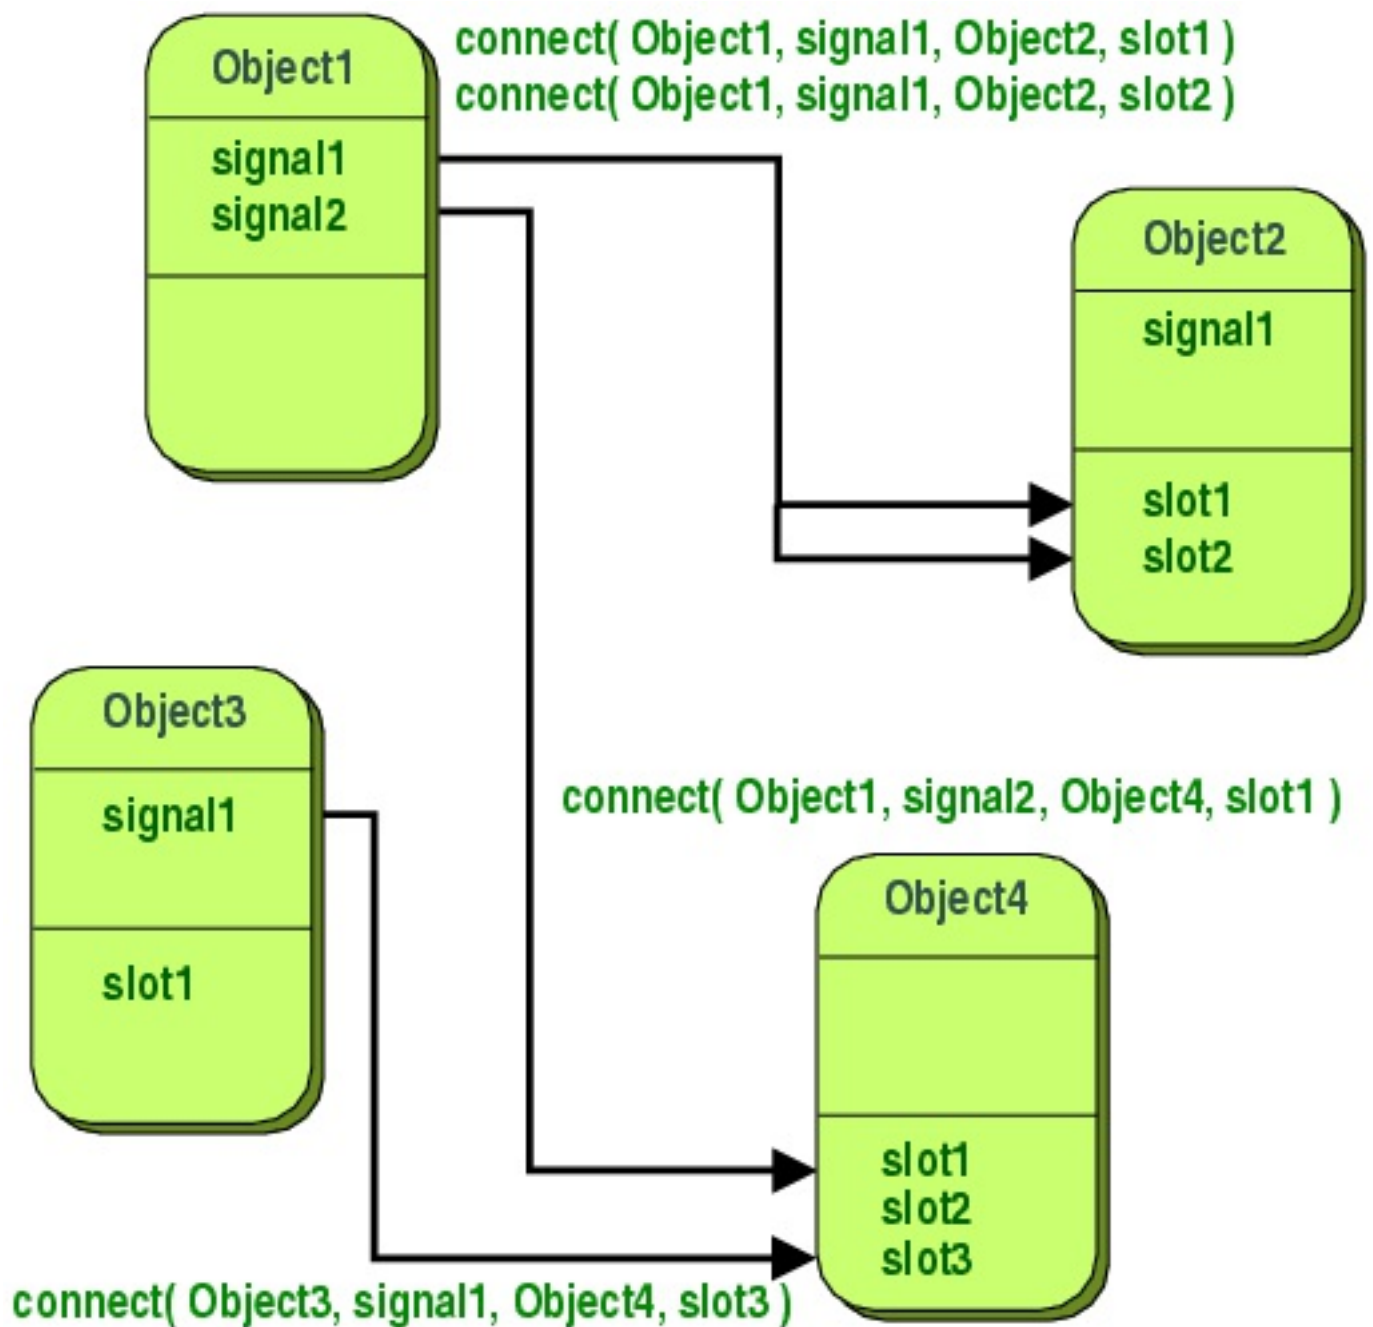 Object1
signal1
signal2
connect( Object1, signal1, Object2, slot1 )
connect( Object1, signal1, Object2, slot2 )
Object2
signal1
slot1
slot2
Object3
signal1
slot1
connect( Object1, signal2, Object4, slot1 )
Object4
slot1
slot2
slot3
connect( Object3, signal1, Object4, slot3 )